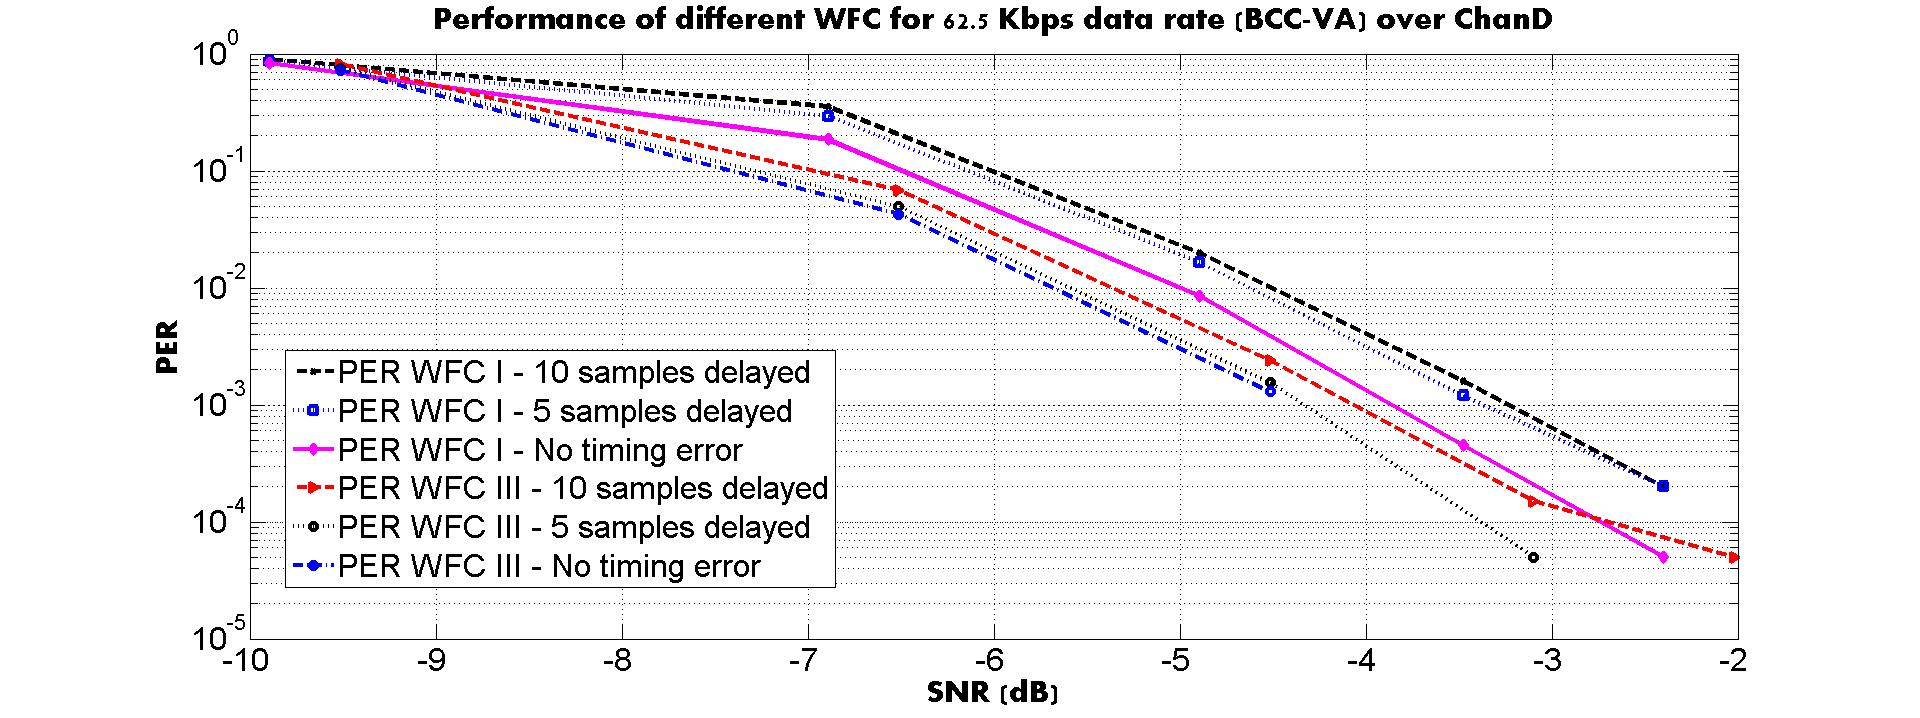 Performance of different WFC for 62.5 Kbps data rate (BCC-VA) over ChanD
10^0
10^-1
10^-2
10^-3
10^-4
10^-5
PER
PER WFC I - 10 samples delayed
PER WFC I - 5 samples delayed
PER WFC I - No timing error
PER WFC III - 10 samples delayed
PER WFC III - 5 samples delayed
PER WFC III - No timing error
-10 -9 -8 -7 -6 -5 -4 -3 -2
SNR (dB)